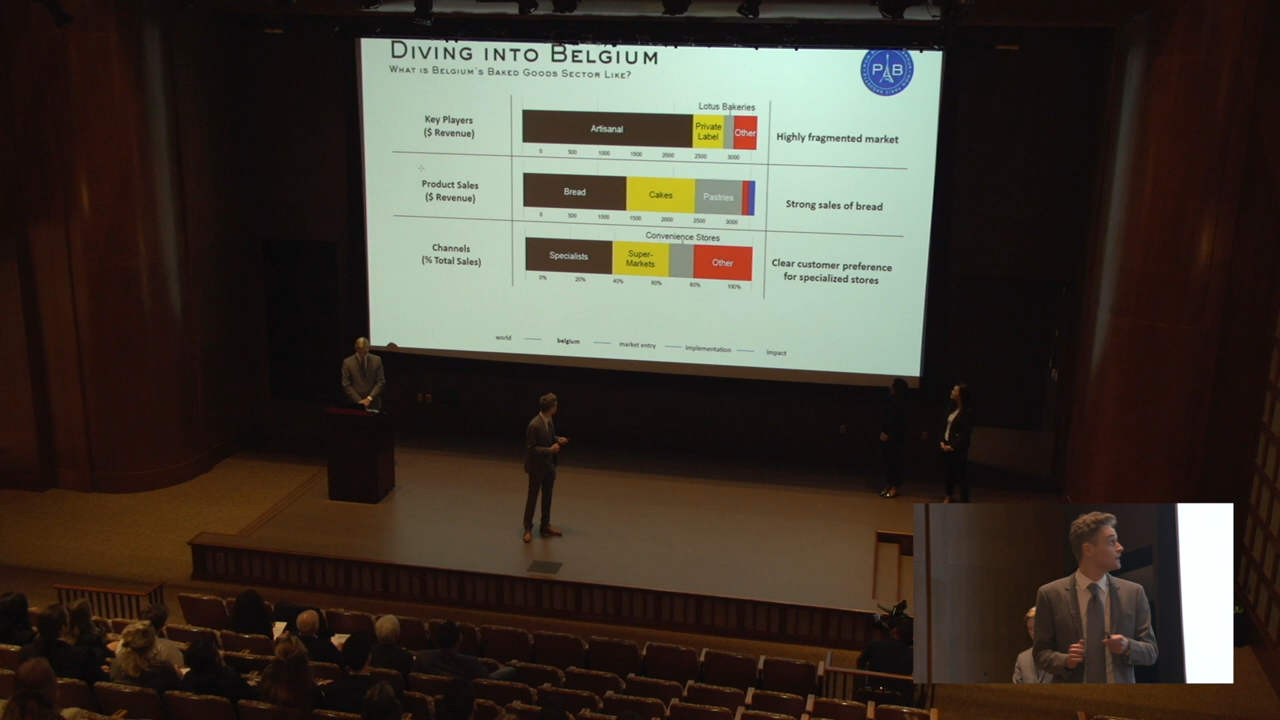 Diving into Belgium
What is Belgium's Baked Goods Sector Like?
PAB
Key Players
($ Revenue)
Lotus Bakeries
Artisanal
Private
Label
Other
0 500 1000 1500 2000 2500 3000
Highly fragmented market
Product Sales
($ Revenue)
Bread
Cakes
Pastries
0 500 1000 1500 2000 2500 3000
Strong sales of bread
Channels
(% Total Sales)
Convenience Stores
Specialists
Super-
Markets
Other
0% 20% 40% 60% 80% 100%
Clear customer preference
for specialized stores
world belgium market entry implementation impact